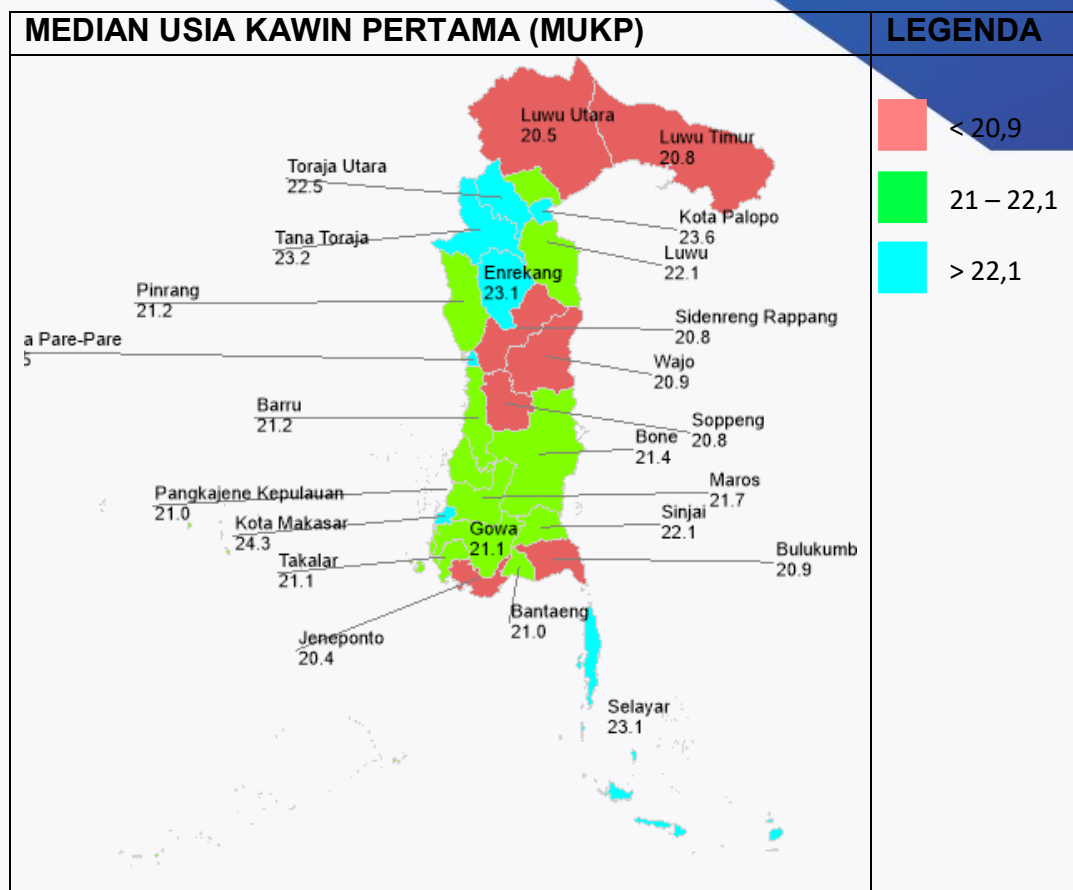 MEDIAN USIA KAWIN PERTAMA (MUKP)
LEGENDA
Luwu Utara
20.5
Luwu Timur
20.8
Toraja Utara
22.5
Kota Palopo
23.6
Tana Toraja
23.2
Luwu
22.1
Enrekang
23.1
Pinrang
21.2
Sidenreng Rappang
20.8
a Pare-Pare
Wajo
20.9
Barru
21.2
Soppeng
20.8
Bone
21.4
Maros
21.7
Pangkajene Kepulauan
21.0
Sinjai
22.1
Kota Makasar
24.3
Gowa
21.1
Bulukumb
20.9
Takalar
21.1
Bantaeng
21.0
Jeneponto
20.4
Selayar
23.1
< 20,9
21 – 22,1
> 22,1